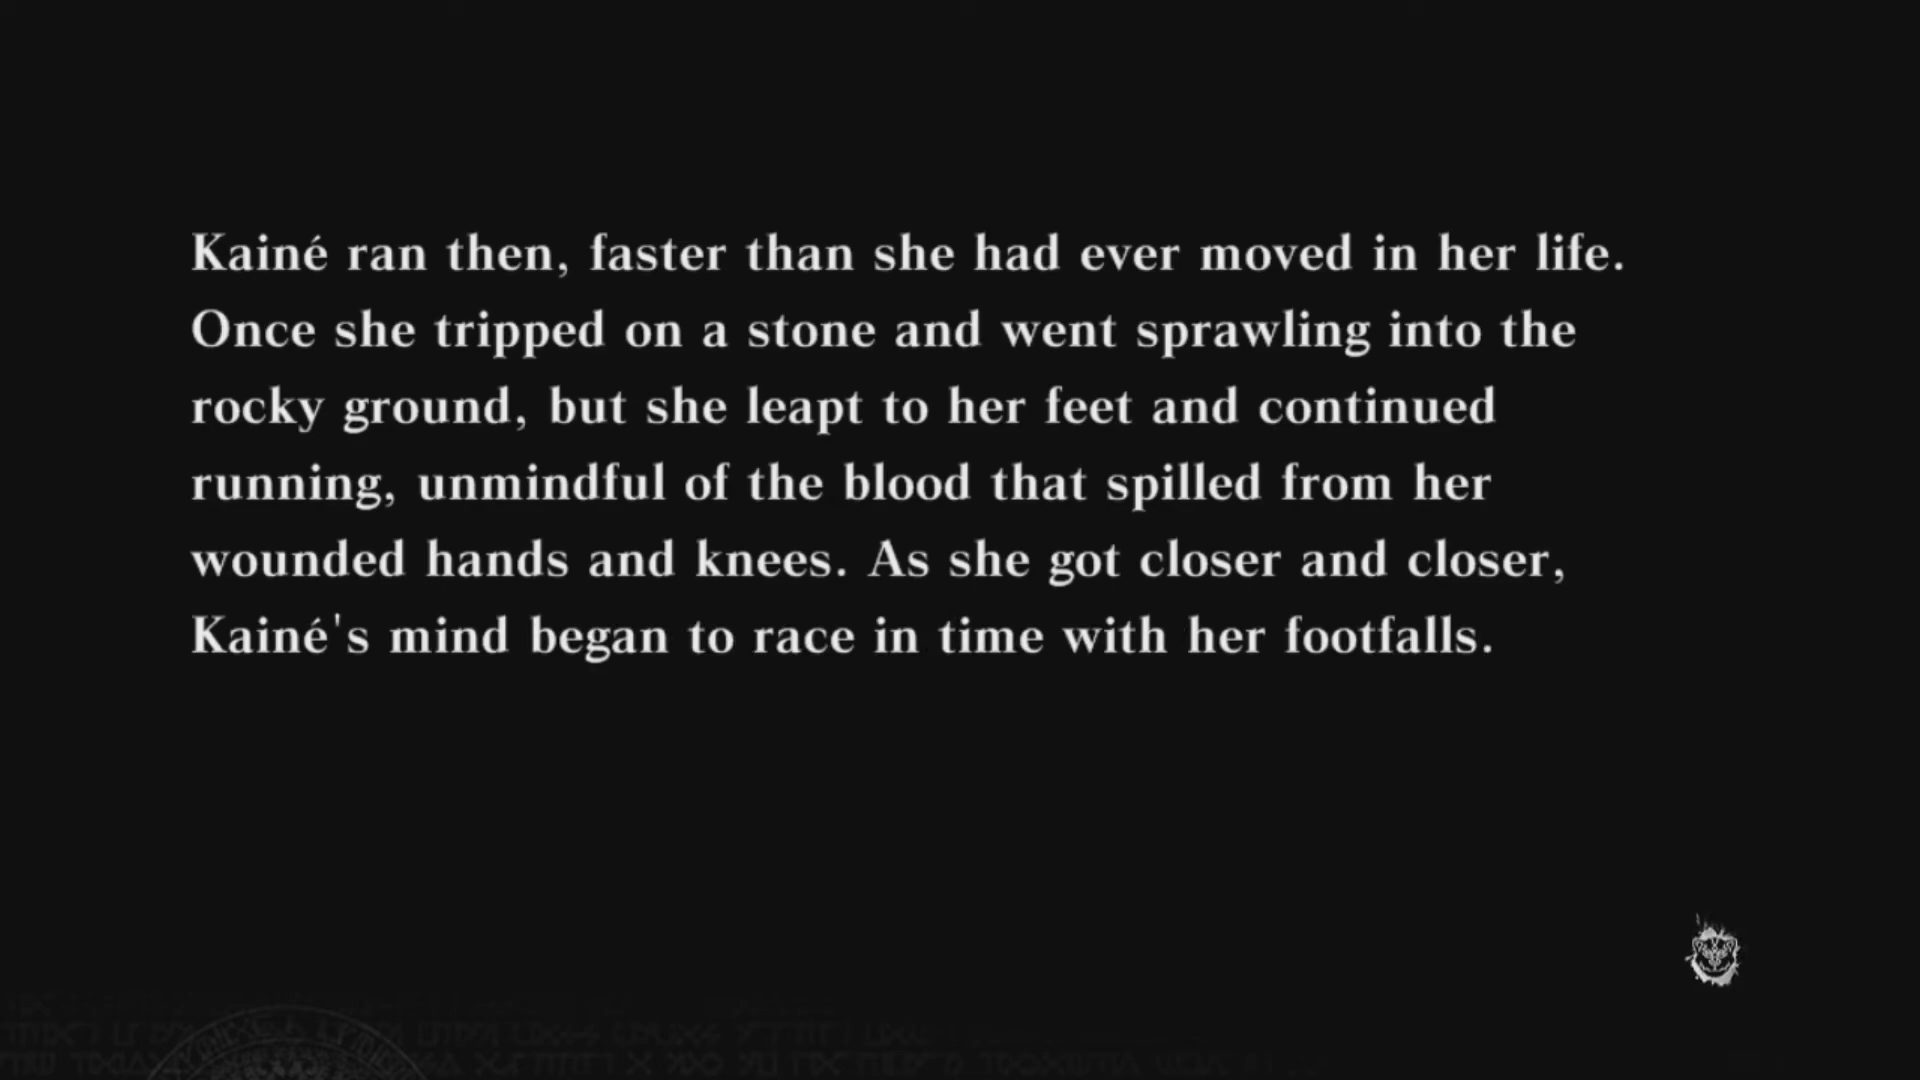 Kainé ran then, faster than she had ever moved in her life.
Once she tripped on a stone and went sprawling into the
rocky ground, but she leapt to her feet and continued
running, unmindful of the blood that spilled from her
wounded hands and knees. As she got closer and closer,
Kainé's mind began to race in time with her footfalls.